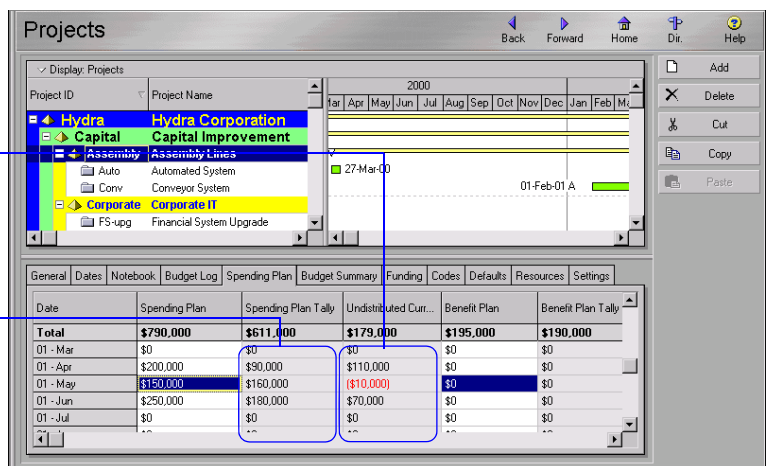 Projects
Back Forward Home Dir. Help
Display: Projects
Project ID Project Name
2000
Mar Apr May Jun Jul Aug Sep Oct Nov Dec Jan Feb
Hydra Hydra Corporation
Capital Capital Improvement
Assembly Assembly Lines
Auto Automated System 27-Mar-00
Conv Conveyor System 01-Feb-01 A
Corporate Corporate IT
FS-upg Financial System Upgrade
Add
Delete
Cut
Copy
Paste
General Dates Notebook Budget Log Spending Plan Budget Summary Funding Codes Defaults Resources Settings
Date Spending Plan Spending Plan Tally Undistributed Curr... Benefit Plan Benefit Plan Tally
Total $790,000 $611,000 $179,000 $195,000 $190,000
01 - Mar $0 $0 $0 $0 $0
01 - Apr $200,000 $90,000 $110,000 $0 $0
01 - May $150,000 $160,000 ($10,000) $0 $0
01 - Jun $250,000 $180,000 $70,000 $0 $0
01 - Jul $0 $0 $0 $0 $0